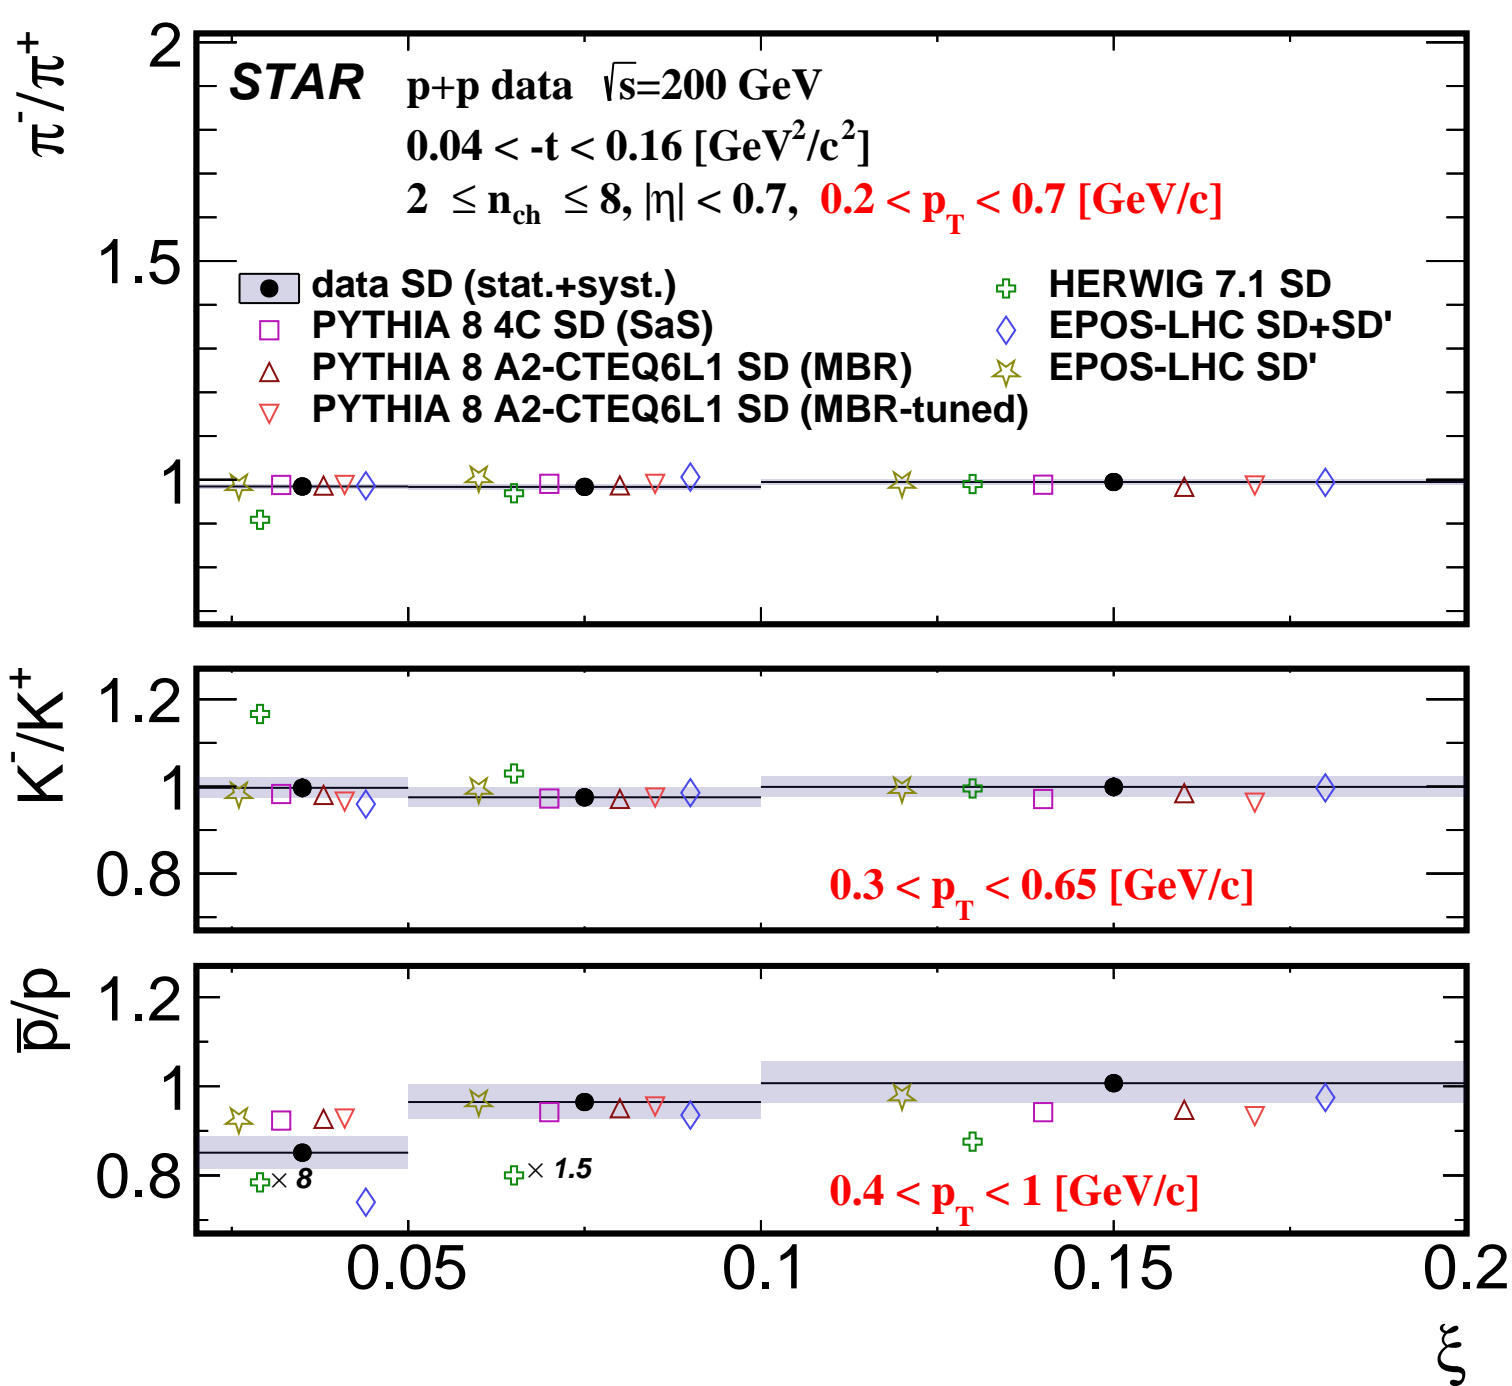 π⁻/π⁺
2
1.5
1
STAR p+p data √s=200 GeV
0.04 < -t < 0.16 [GeV²/c²]
2 ≤ n_ch ≤ 8, |η| < 0.7, 0.2 < p_T < 0.7 [GeV/c]
data SD (stat.+syst.)
PYTHIA 8 4C SD (SaS)
PYTHIA 8 A2-CTEQ6L1 SD (MBR)
PYTHIA 8 A2-CTEQ6L1 SD (MBR-tuned)
HERWIG 7.1 SD
EPOS-LHC SD+SD'
EPOS-LHC SD'
K⁻/K⁺
1.2
1
0.8
0.3 < p_T < 0.65 [GeV/c]
p̅/p
1.2
1
0.8
× 8
× 1.5
0.4 < p_T < 1 [GeV/c]
0.05 0.1 0.15 0.2
ξ